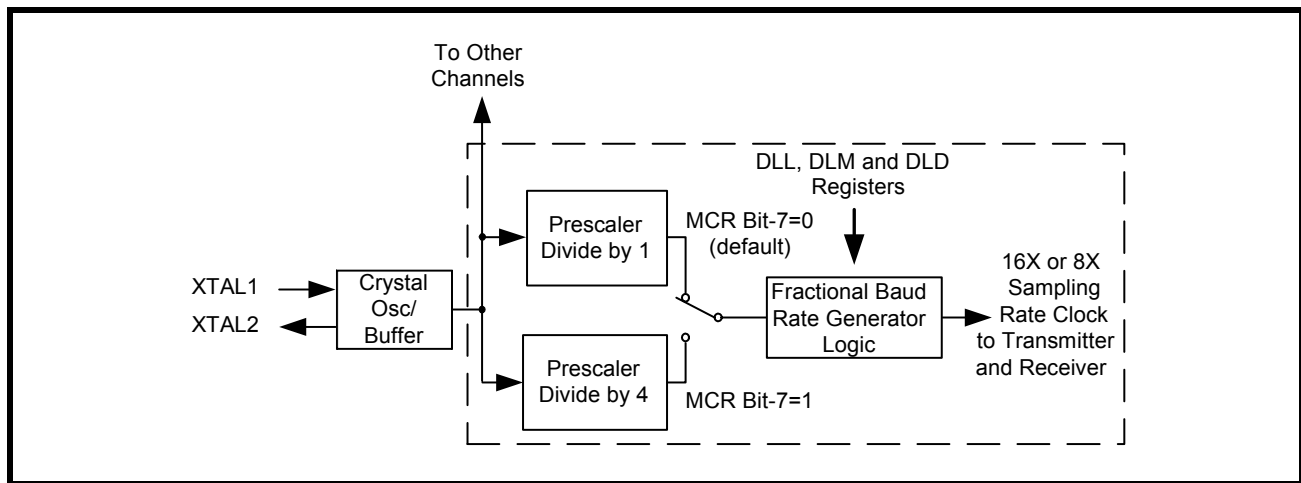 To Other
Channels
DLL, DLM and DLD
Registers
Prescaler
Divide by 1
MCR Bit-7=0
(default)
XTAL1
XTAL2
Crystal
Osc/
Buffer
Fractional Baud
Rate Generator
Logic
16X or 8X
Sampling
Rate Clock
to Transmitter
and Receiver
Prescaler
Divide by 4
MCR Bit-7=1